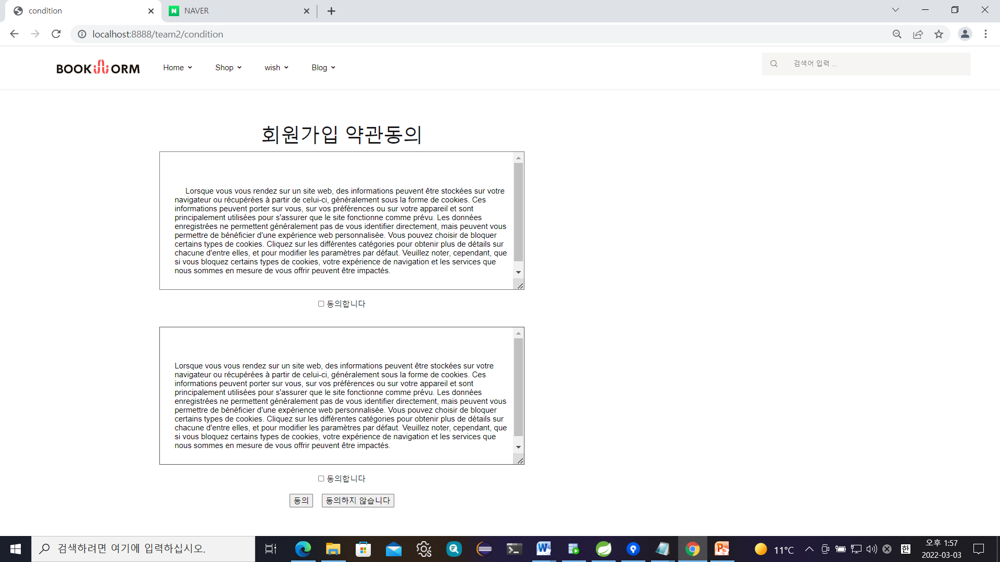 condition
NAVER
localhost:8888/team2/condition
BOOKWORM
Home
Shop
wish
Blog
검색어 입력 ...
회원가입 약관동의
Lorsque vous vous rendez sur un site web, des informations peuvent être stockées sur votre
navigateur ou récupérées à partir de celui-ci, généralement sous la forme de cookies. Ces
informations peuvent porter sur vous, sur vos préférences ou sur votre appareil et sont
principalement utilisées pour s'assurer que le site fonctionne comme prévu. Les données
enregistrées ne permettent généralement pas de vous identifier directement, mais peuvent vous
permettre de bénéficier d'une expérience web personnalisée. Vous pouvez choisir de bloquer
certains types de cookies. Cliquez sur les différentes catégories pour obtenir plus de détails sur
chacune d'entre elles, et pour modifier les paramètres par défaut. Veuillez noter, cependant, que
si vous bloquez certains types de cookies, votre expérience de navigation et les services que
nous sommes en mesure de vous offrir peuvent être impactés.
동의합니다
Lorsque vous vous rendez sur un site web, des informations peuvent être stockées sur votre
navigateur ou récupérées à partir de celui-ci, généralement sous la forme de cookies. Ces
informations peuvent porter sur vous, sur vos préférences ou sur votre appareil et sont
principalement utilisées pour s'assurer que le site fonctionne comme prévu. Les données
enregistrées ne permettent généralement pas de vous identifier directement, mais peuvent vous
permettre de bénéficier d'une expérience web personnalisée. Vous pouvez choisir de bloquer
certains types de cookies. Cliquez sur les différentes catégories pour obtenir plus de détails sur
chacune d'entre elles, et pour modifier les paramètres par défaut. Veuillez noter, cependant, que
si vous bloquez certains types de cookies, votre expérience de navigation et les services que
nous sommes en mesure de vous offrir peuvent être impactés.
동의합니다
동의
동의하지 않습니다
검색하려면 여기에 입력하십시오.
11°C
한
오후 1:57
2022-03-03